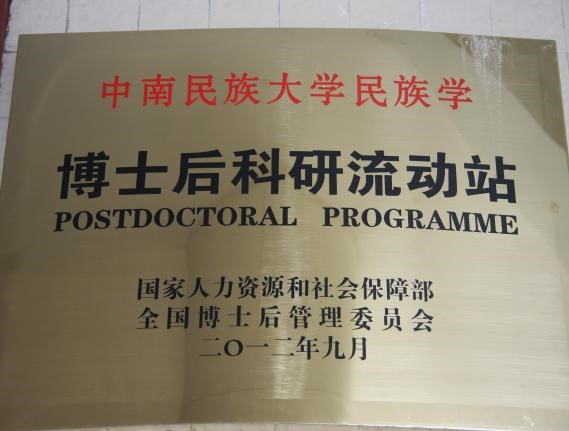 中南民族大学民族学
博士后科研流动站
POSTDOCTORAL PROGRAMME
国家人力资源和社会保障部
全国博士后管理委员会
二〇一二年九月